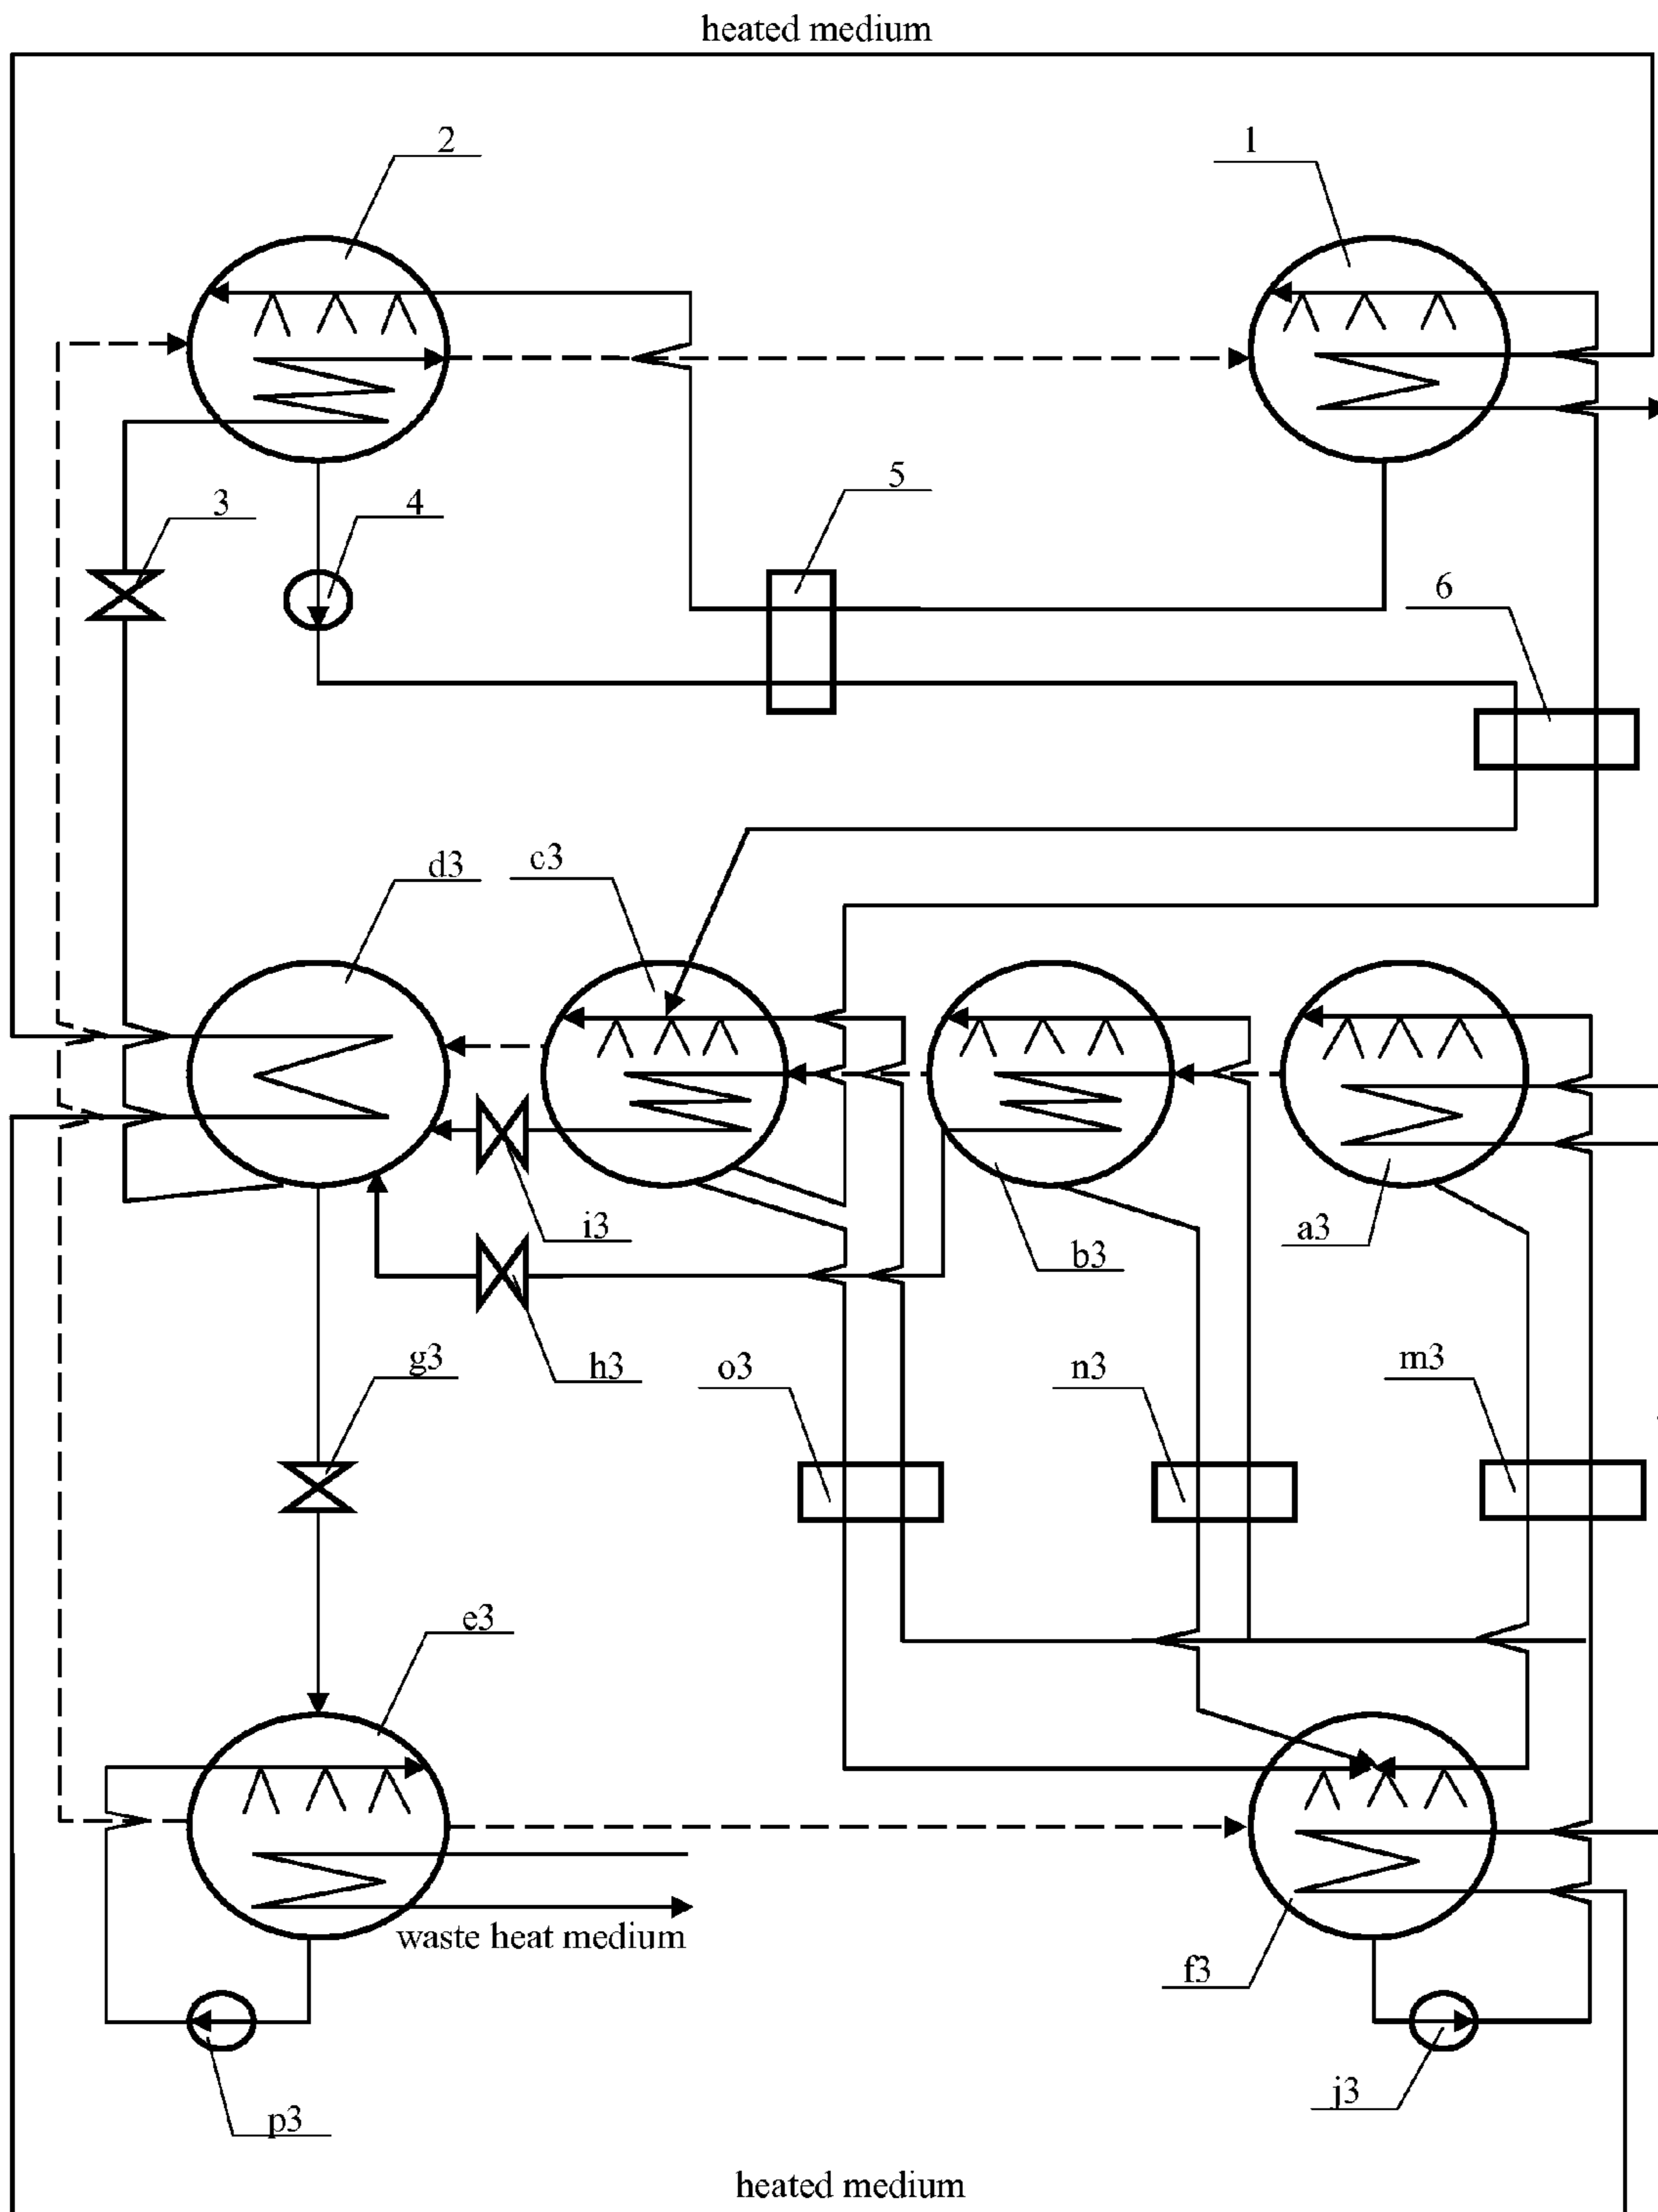 heated medium
2
1
3
4
5
6
d3
c3
i3
b3
a3
g3
h3
o3
n3
m3
e3
waste heat medium
f3
p3
j3
heated medium